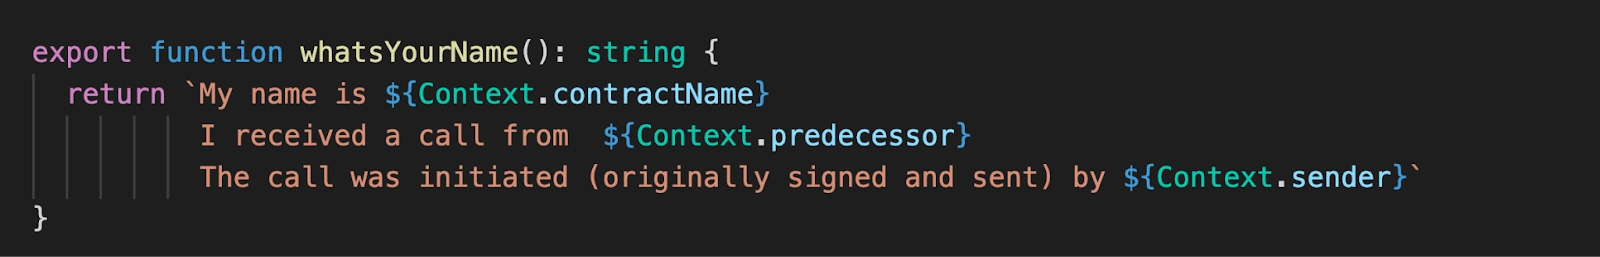 export function whatsYourName(): string {
  return `My name is ${Context.contractName}
          I received a call from  ${Context.predecessor}
          The call was initiated (originally signed and sent) by ${Context.sender}`
}